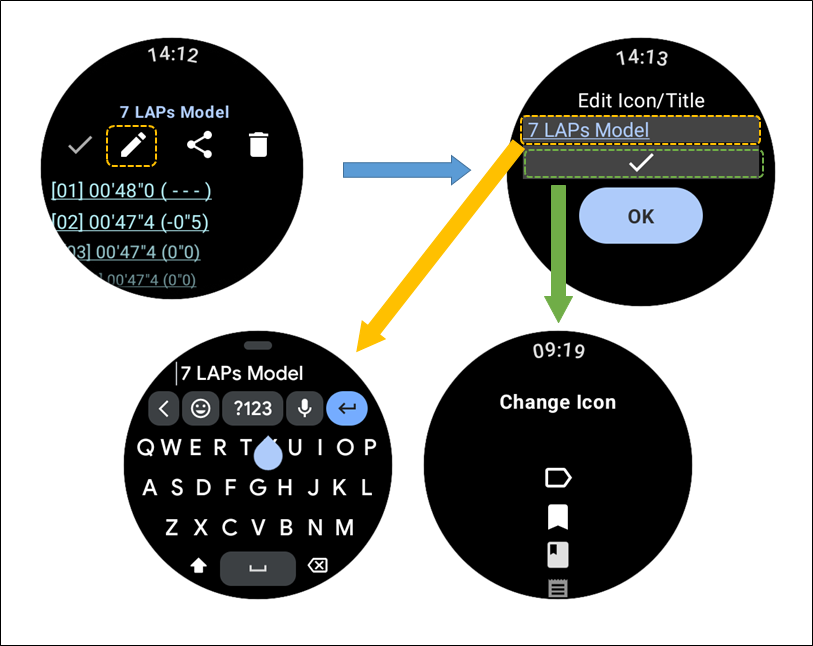 14:12
7 LAPs Model
[01] 00'48"0 ( - - - )
[02] 00'47"4 (-0"5)
03] 00'47"4 (0"0)
] 00'47"4 (0"0)
14:13
Edit Icon/Title
7 LAPs Model
OK
7 LAPs Model
?123
Q W E R T U I O P
A S D F G H J K L
Z X C V B N M
09:19
Change Icon